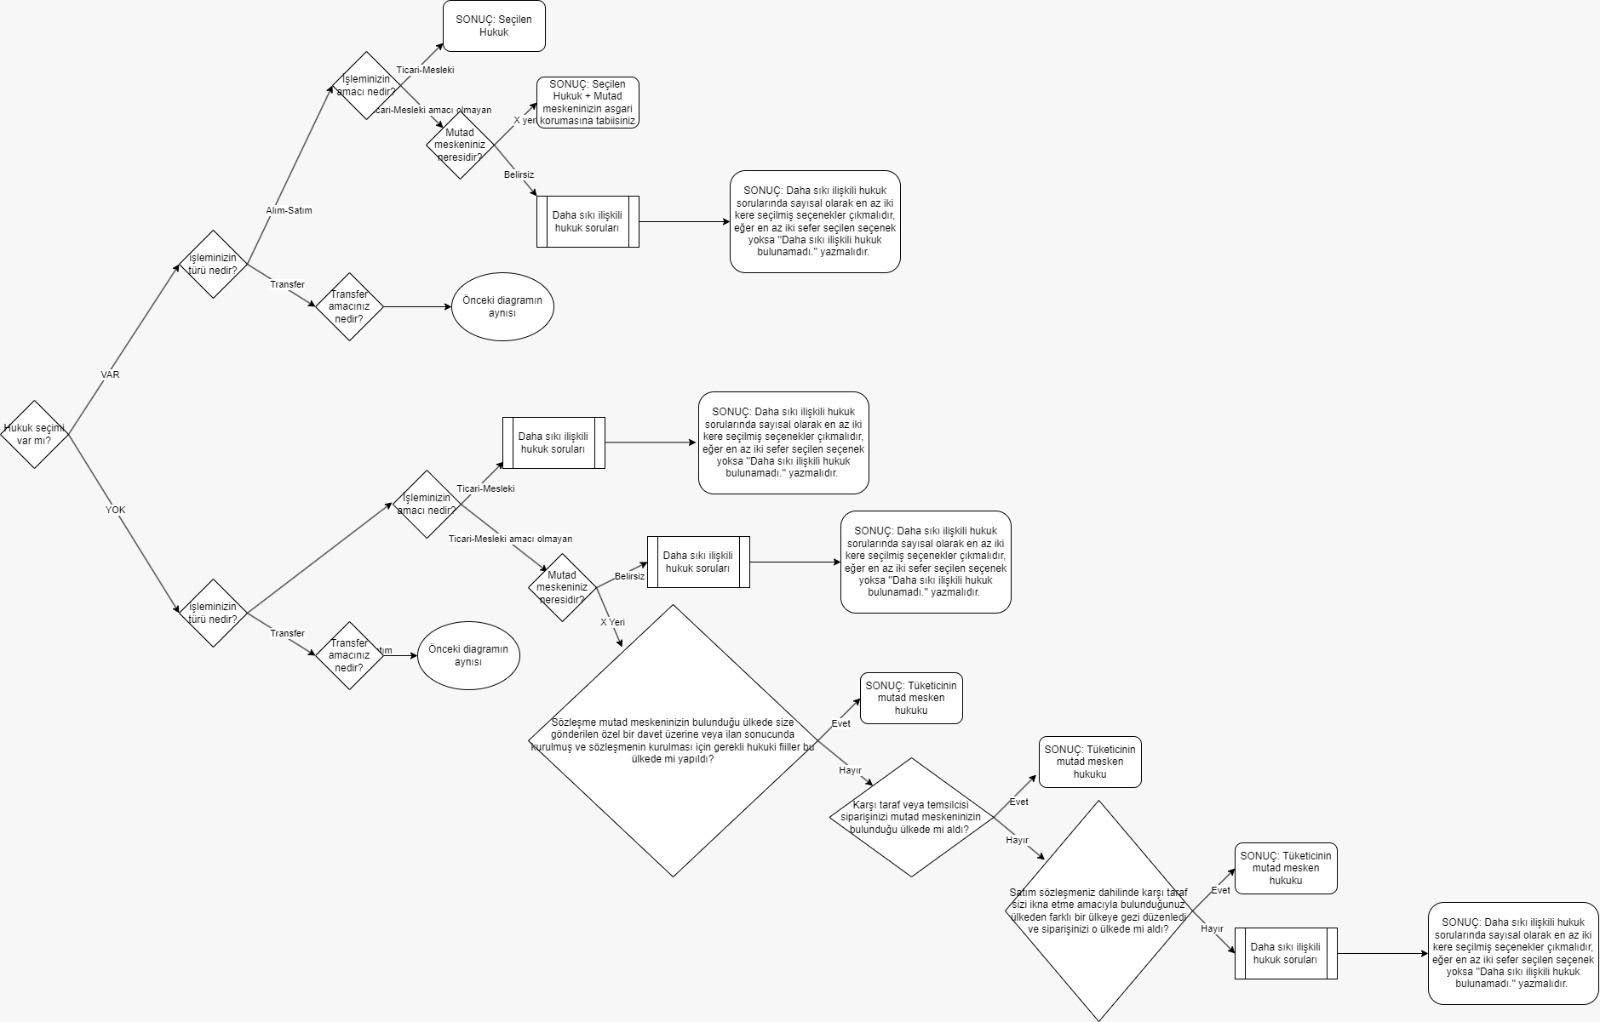 SONUÇ: Seçilen
Hukuk
Ticari-Mesleki
İşleminizin
amacı nedir?
cari-Mesleki amacı olmayan
SONUÇ: Seçilen
Hukuk + Mutad
meskeninizin asgari
korumasına tabiisiniz
X yeri
Mutad
meskeniniz
neresidir?
Belirsiz
Daha sıkı ilişkili
hukuk soruları
SONUÇ: Daha sıkı ilişkili hukuk
sorularında sayısal olarak en az iki
kere seçilmiş seçenekler çıkmalıdır,
eğer en az iki sefer seçilen seçenek
yoksa "Daha sıkı ilişkili hukuk
bulunamadı." yazmalıdır.
Alım-Satım
İşleminizin
türü nedir?
Transfer
Transfer
amacınız
nedir?
Önceki diagramın
aynısı
VAR
Hukuk seçimi
var mı?
YOK
Daha sıkı ilişkili
hukuk soruları
SONUÇ: Daha sıkı ilişkili hukuk
sorularında sayısal olarak en az iki
kere seçilmiş seçenekler çıkmalıdır,
eğer en az iki sefer seçilen seçenek
yoksa "Daha sıkı ilişkili hukuk
bulunamadı." yazmalıdır.
Ticari-Mesleki
İşleminizin
amacı nedir?
Ticari-Mesleki amacı olmayan
Mutad
meskeniniz
neresidir?
Belirsiz
Daha sıkı ilişkili
hukuk soruları
SONUÇ: Daha sıkı ilişkili hukuk
sorularında sayısal olarak en az iki
kere seçilmiş seçenekler çıkmalıdır,
eğer en az iki sefer seçilen seçenek
yoksa "Daha sıkı ilişkili hukuk
bulunamadı." yazmalıdır.
X Yeri
İşleminizin
türü nedir?
Transfer
Transfer
amacınız
nedir?
tım
Önceki diagramın
aynısı
Sözleşme mutad meskeninizin bulunduğu ülkede size
gönderilen özel bir davet üzerine veya ilan sonucunda
kurulmuş ve sözleşmenin kurulması için gerekli hukuki fiiller bu
ülkede mi yapıldı?
Evet
SONUÇ: Tüketicinin
mutad mesken
hukuku
Hayır
Karşı taraf veya temsilcisi
siparişinizi mutad meskeninizin
bulunduğu ülkede mi aldı?
Evet
SONUÇ: Tüketicinin
mutad mesken
hukuku
Hayır
Satım sözleşmeniz dahilinde karşı taraf
sizi ikna etme amacıyla bulunduğunuz
ülkeden farklı bir ülkeye gezi düzenledi
ve siparişinizi o ülkede mi aldı?
Evet
SONUÇ: Tüketicinin
mutad mesken
hukuku
Hayır
Daha sıkı ilişkili
hukuk soruları
SONUÇ: Daha sıkı ilişkili hukuk
sorularında sayısal olarak en az iki
kere seçilmiş seçenekler çıkmalıdır,
eğer en az iki sefer seçilen seçenek
yoksa "Daha sıkı ilişkili hukuk
bulunamadı." yazmalıdır.